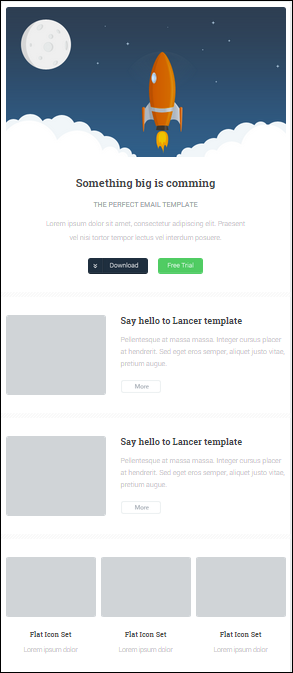 Something big is comming
THE PERFECT EMAIL TEMPLATE
Lorem ipsum dolor sit amet, consectetur adipiscing elit. Praesent
vel nisi tortor tempor lectus vel interdum posuere.
Download
Free Trial
Say hello to Lancer template
Pellentesque at massa massa. Integer cursus placer
at hendrerit. Sed eget eros semper, aliquet justo vitae,
pretium augue.
More
Say hello to Lancer template
Pellentesque at massa massa. Integer cursus placer
at hendrerit. Sed eget eros semper, aliquet justo vitae,
pretium augue.
More
Flat Icon Set
Lorem ipsum dolor
Flat Icon Set
Lorem ipsum dolor
Flat Icon Set
Lorem ipsum dolor